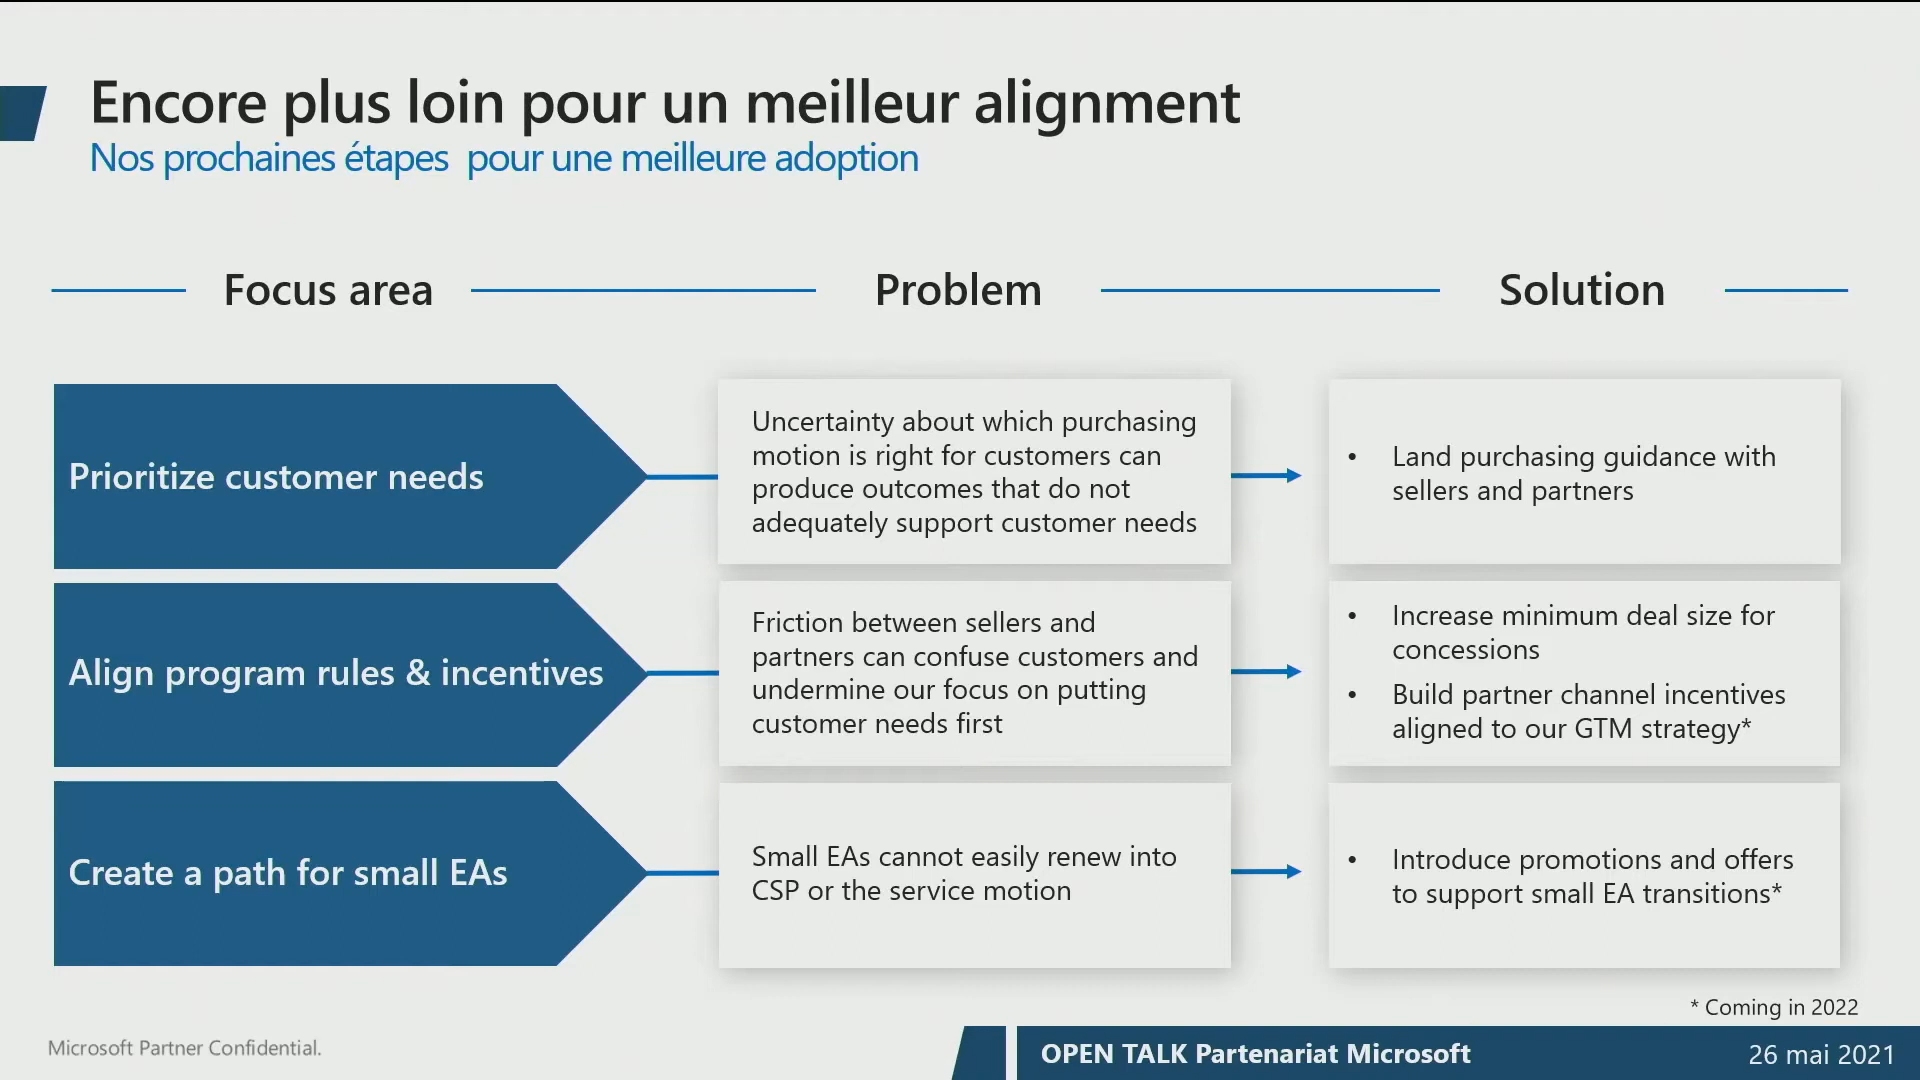 Encore plus loin pour un meilleur alignment
Nos prochaines étapes pour une meilleure adoption
Focus area
Problem
Solution
Prioritize customer needs
Uncertainty about which purchasing
motion is right for customers can
produce outcomes that do not
adequately support customer needs
• Land purchasing guidance with
sellers and partners
Align program rules & incentives
Friction between sellers and
partners can confuse customers and
undermine our focus on putting
customer needs first
• Increase minimum deal size for
concessions
• Build partner channel incentives
aligned to our GTM strategy*
Create a path for small EAs
Small EAs cannot easily renew into
CSP or the service motion
• Introduce promotions and offers
to support small EA transitions*
* Coming in 2022
Microsoft Partner Confidential.
OPEN TALK Partenariat Microsoft
26 mai 2021